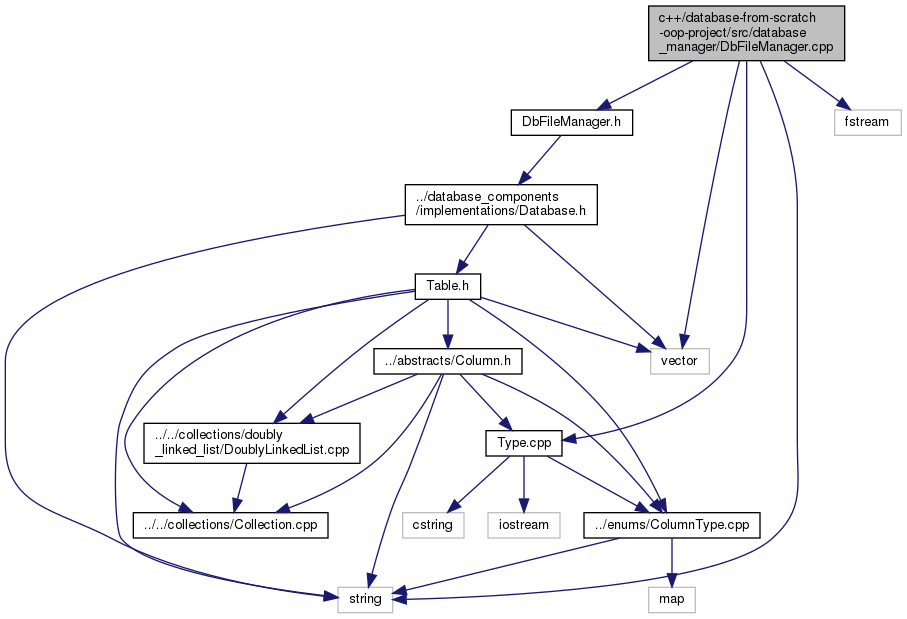 c++/database-from-scratch
-oop-project/src/database
_manager/DbFileManager.cpp
DbFileManager.h
fstream
../database_components
/implementations/Database.h
Table.h
../abstracts/Column.h
vector
../../collections/doubly
_linked_list/DoublyLinkedList.cpp
Type.cpp
../../collections/Collection.cpp
cstring
iostream
../enums/ColumnType.cpp
string
map